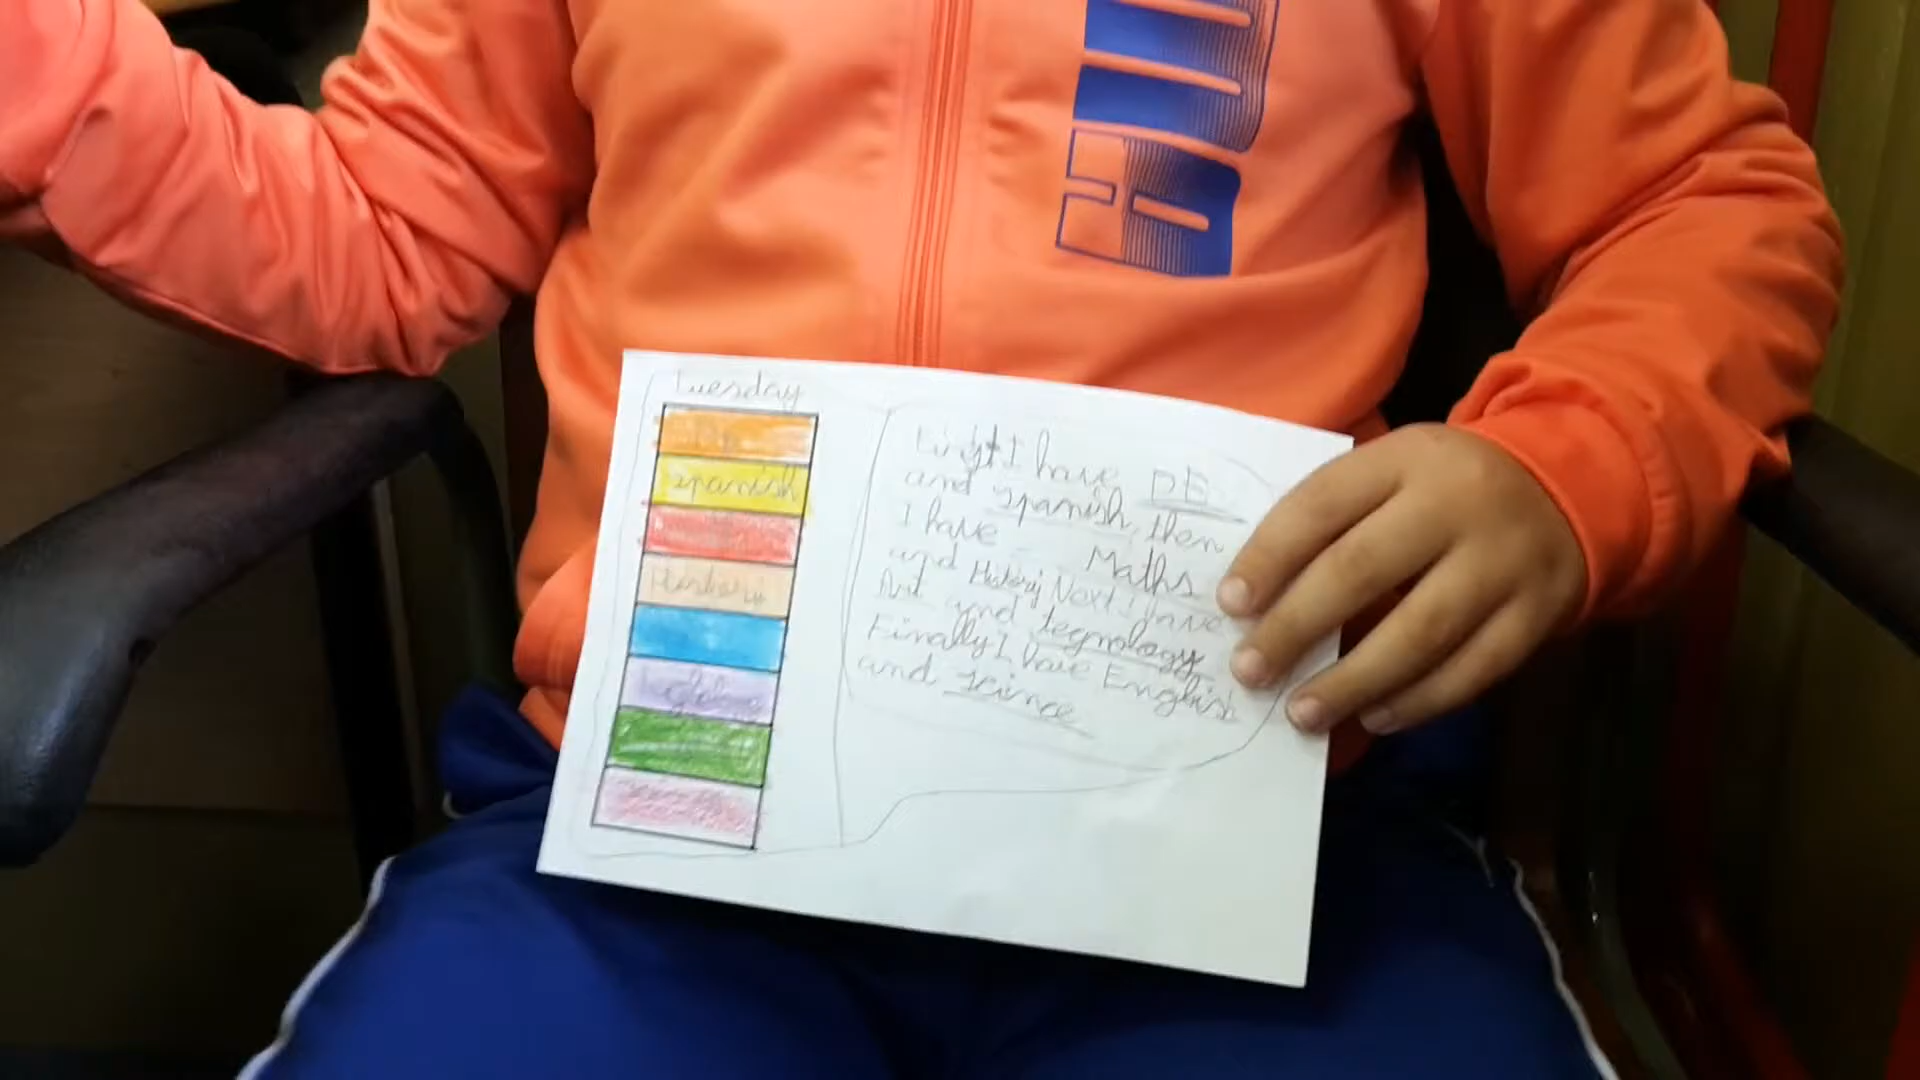 Tuesday
Spanish
History
First I have PE
and Spanish, then
I have Maths
and History Next I have
Art and tegnology
Finally I have English
and science